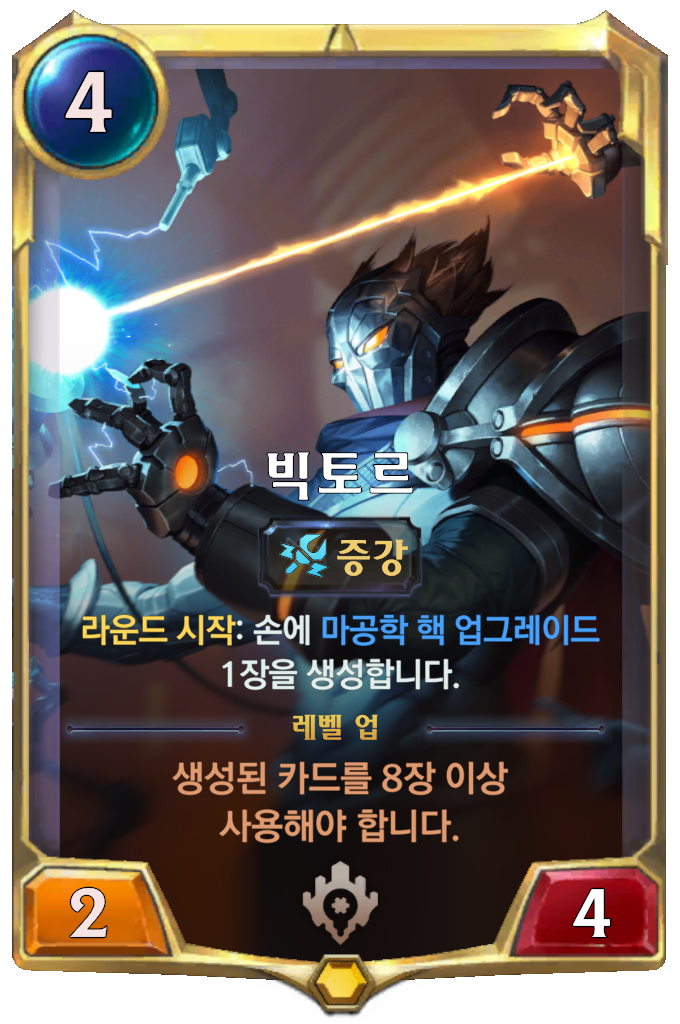 4
빅토르
증강
라운드 시작: 손에 마공학 핵 업그레이드
1장을 생성합니다.
레벨 업
생성된 카드를 8장 이상
사용해야 합니다.
2
4